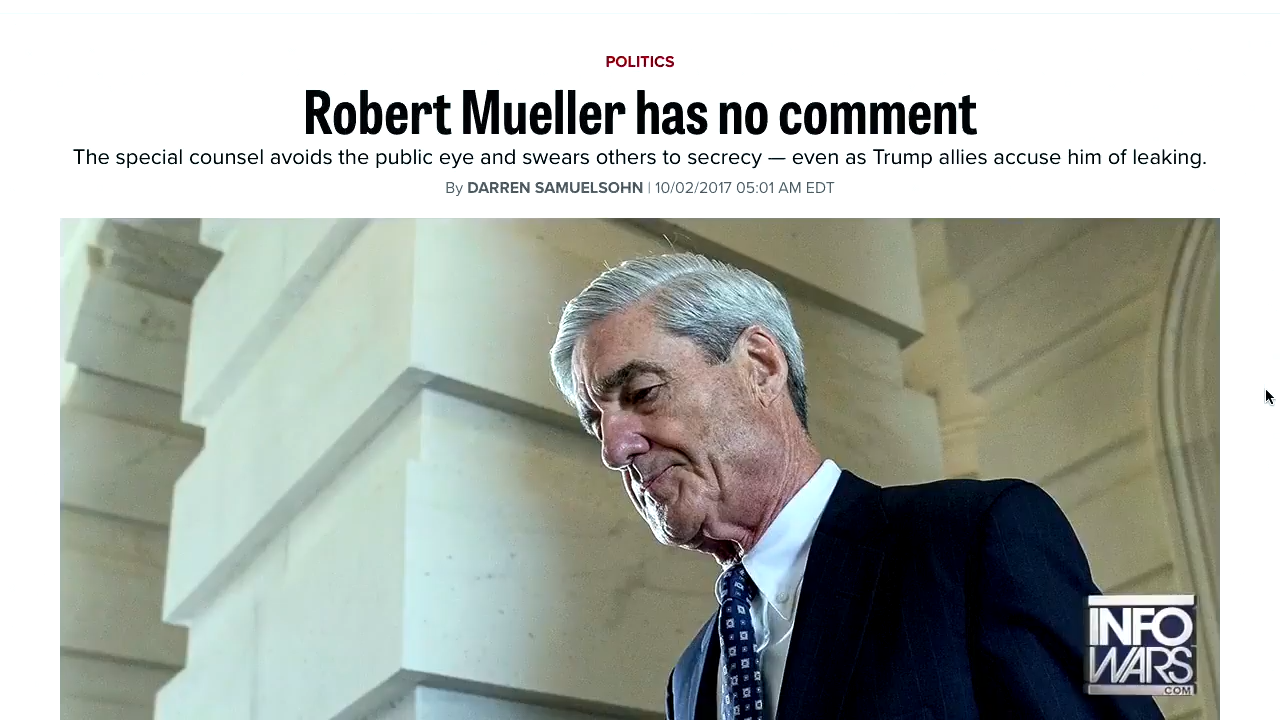 POLITICS
Robert Mueller has no comment
The special counsel avoids the public eye and swears others to secrecy — even as Trump allies accuse him of leaking.
By DARREN SAMUELSOHN | 10/02/2017 05:01 AM EDT
INFO
WARS
.COM